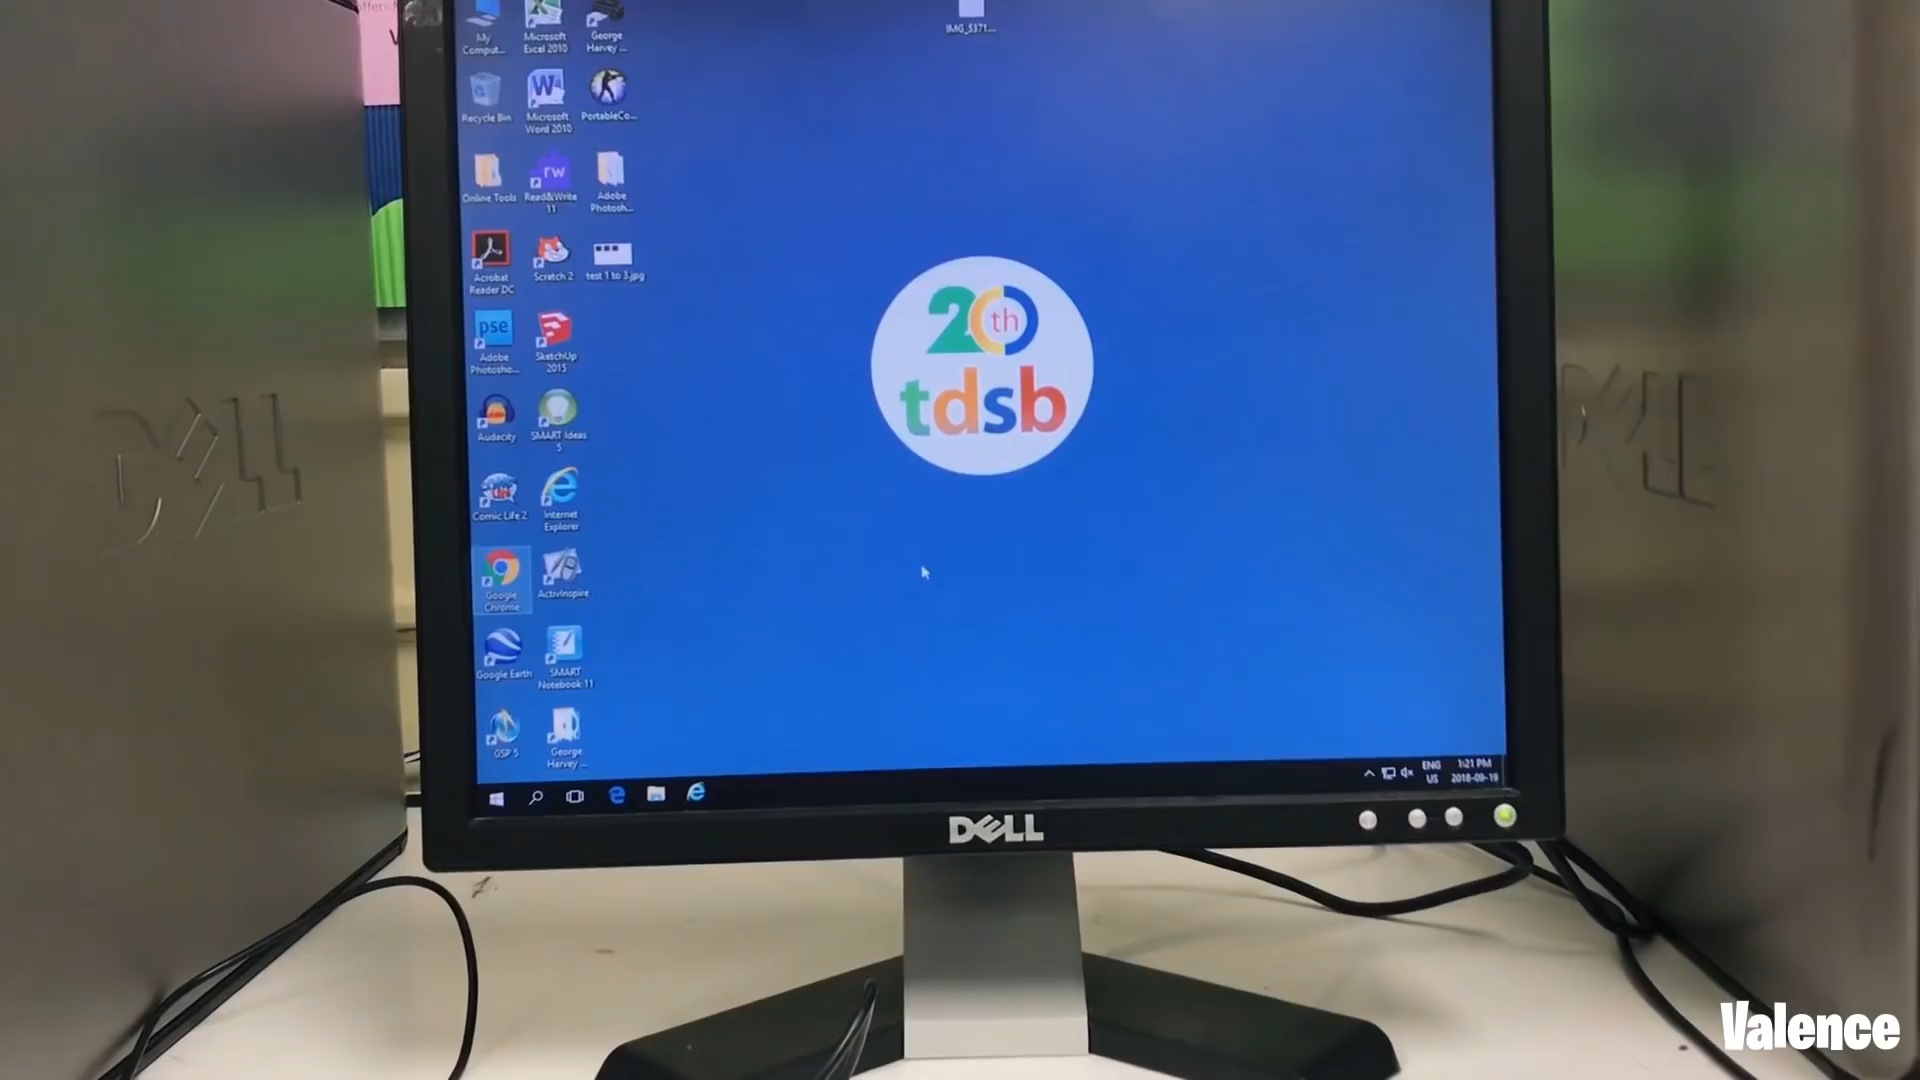 My
Comput...
Microsoft
Excel 2010
George
Harvey ...
IMG_5371....
Recycle Bin
W
Microsoft
Word 2010
PortableCo...
Online Tools
rw
Read&Write
11
Adobe
Photosh...
Acrobat
Reader DC
Scratch 2
test 1 to 3.jpg
pse
Adobe
Photosho...
SketchUp
2015
20th
tdsb
Audacity
SMART Ideas
5
Comic Life 2
Internet
Explorer
Google
Chrome
ActivInspire
Google Earth
SMART
Notebook 11
GSP 5
George
Harvey ...
ENG
US
1:21 PM
2018-09-19
DELL
DELL
DELL
Valence